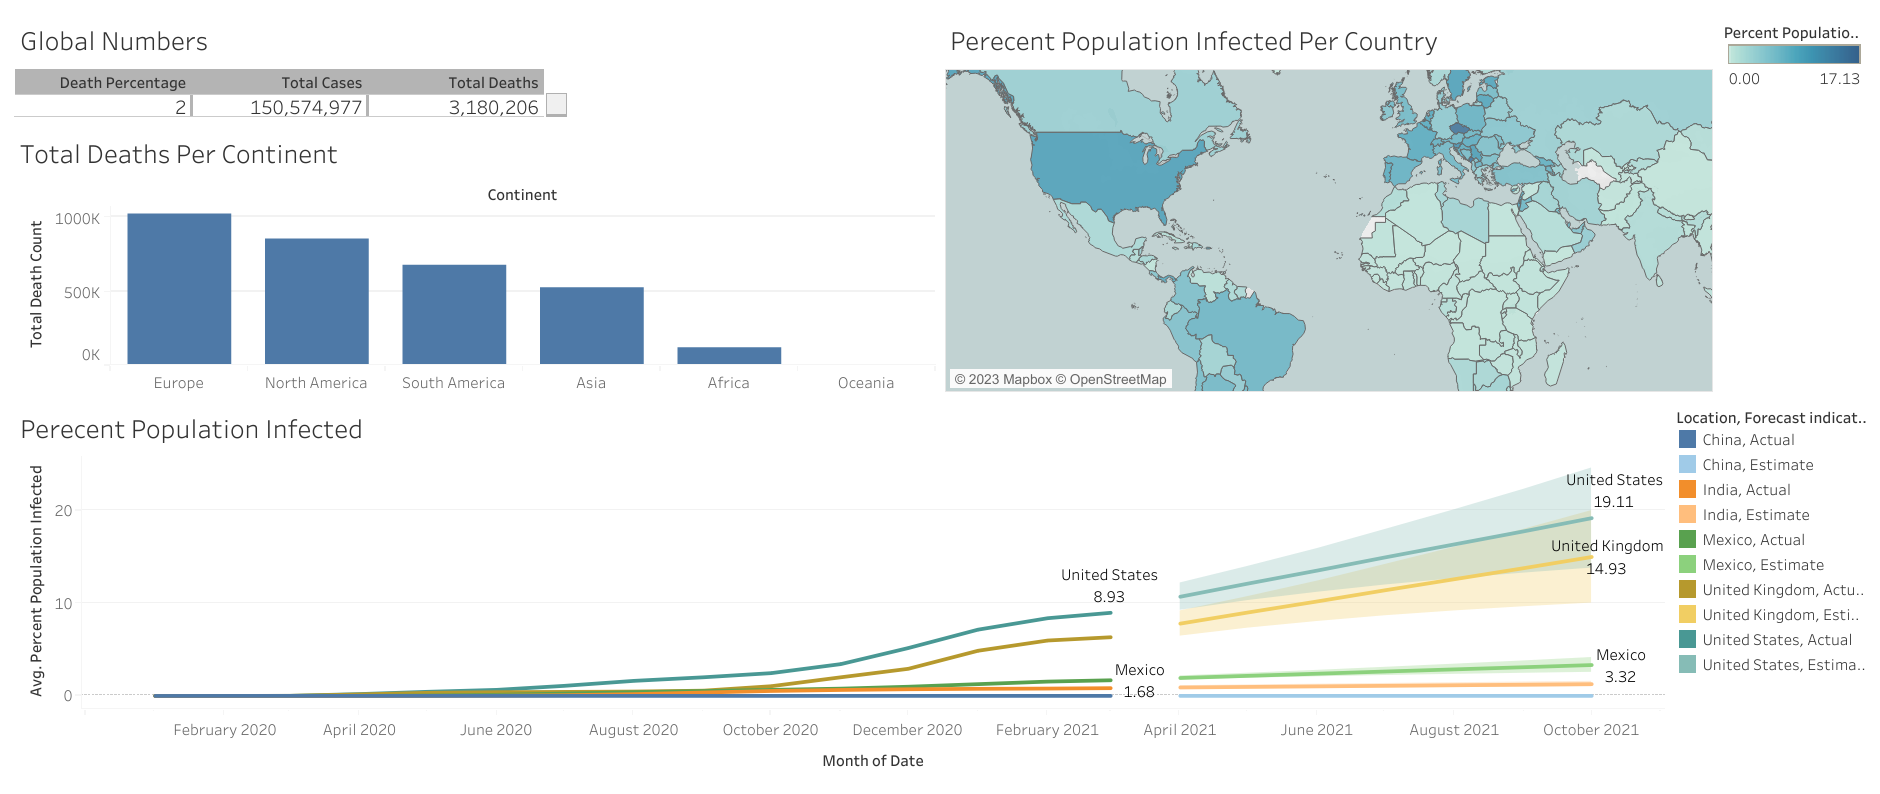 Global Numbers
Death Percentage Total Cases Total Deaths
2 150,574,977 3,180,206
Total Deaths Per Continent
Continent
Total Death Count
1000K
500K
0K
Europe North America South America Asia Africa Oceania
Perecent Population Infected Per Country
© 2023 Mapbox © OpenStreetMap
Percent Populatio..
0.00 17.13
Perecent Population Infected
Avg. Percent Population Infected
20
10
0
United States
8.93
Mexico
1.68
United States
19.11
United Kingdom
14.93
Mexico
3.32
February 2020 April 2020 June 2020 August 2020 October 2020 December 2020 February 2021 April 2021 June 2021 August 2021 October 2021
Month of Date
Location, Forecast indicat..
China, Actual
China, Estimate
India, Actual
India, Estimate
Mexico, Actual
Mexico, Estimate
United Kingdom, Actu..
United Kingdom, Esti..
United States, Actual
United States, Estima..